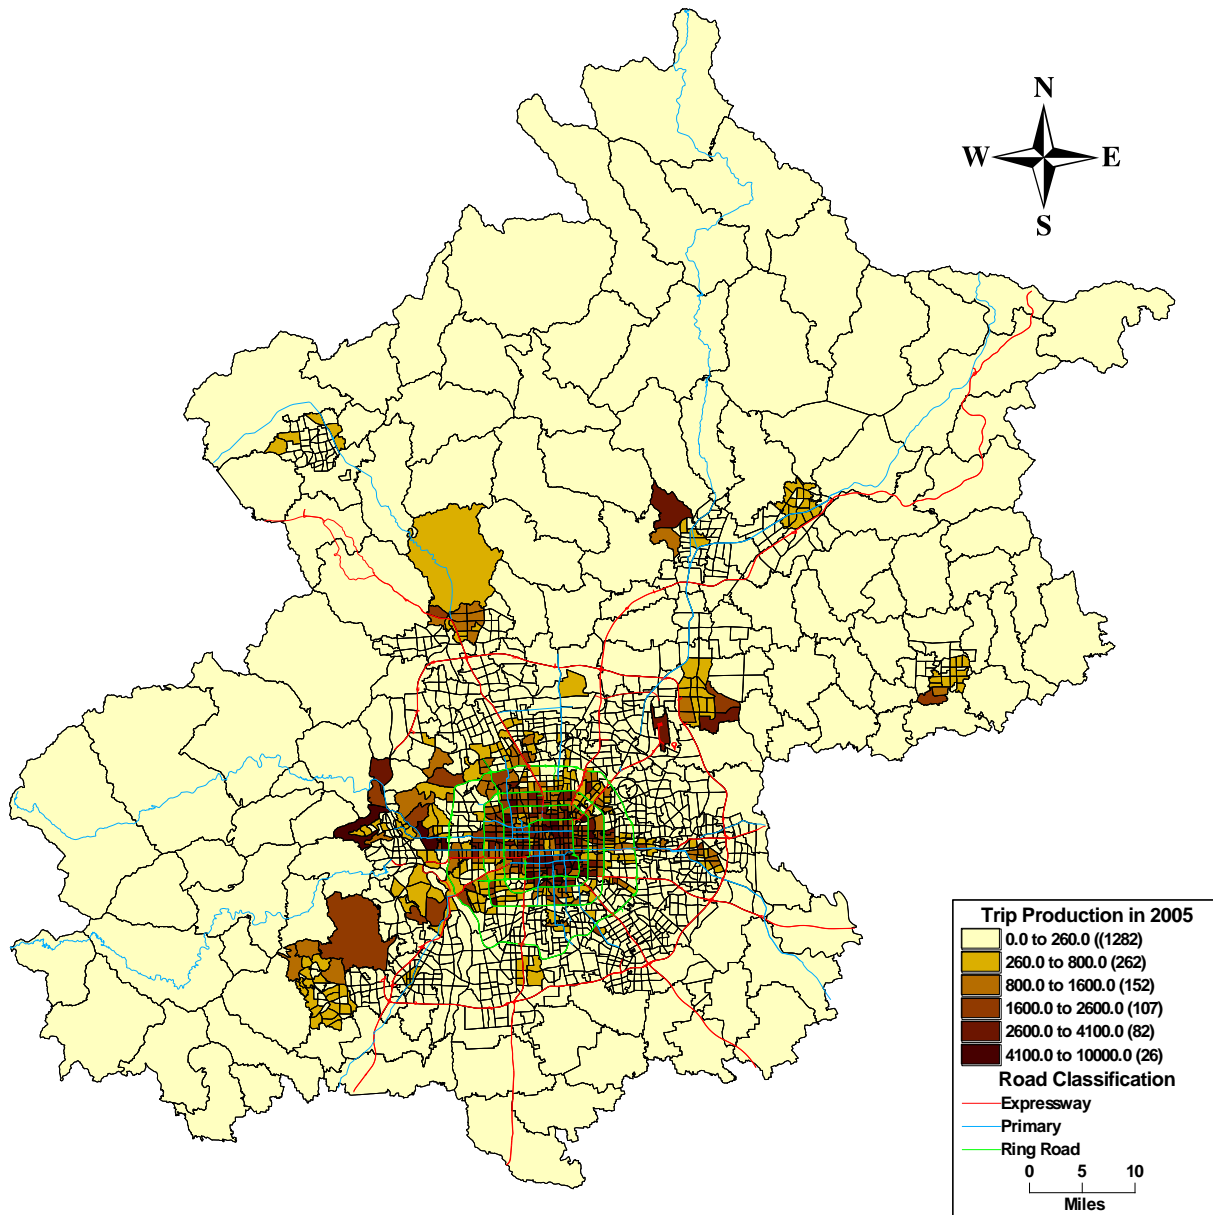 N
W E
S
Trip Production in 2005
0.0 to 260.0 ((1282)
260.0 to 800.0 (262)
800.0 to 1600.0 (152)
1600.0 to 2600.0 (107)
2600.0 to 4100.0 (82)
4100.0 to 10000.0 (26)
Road Classification
Expressway
Primary
Ring Road
0 5 10
Miles